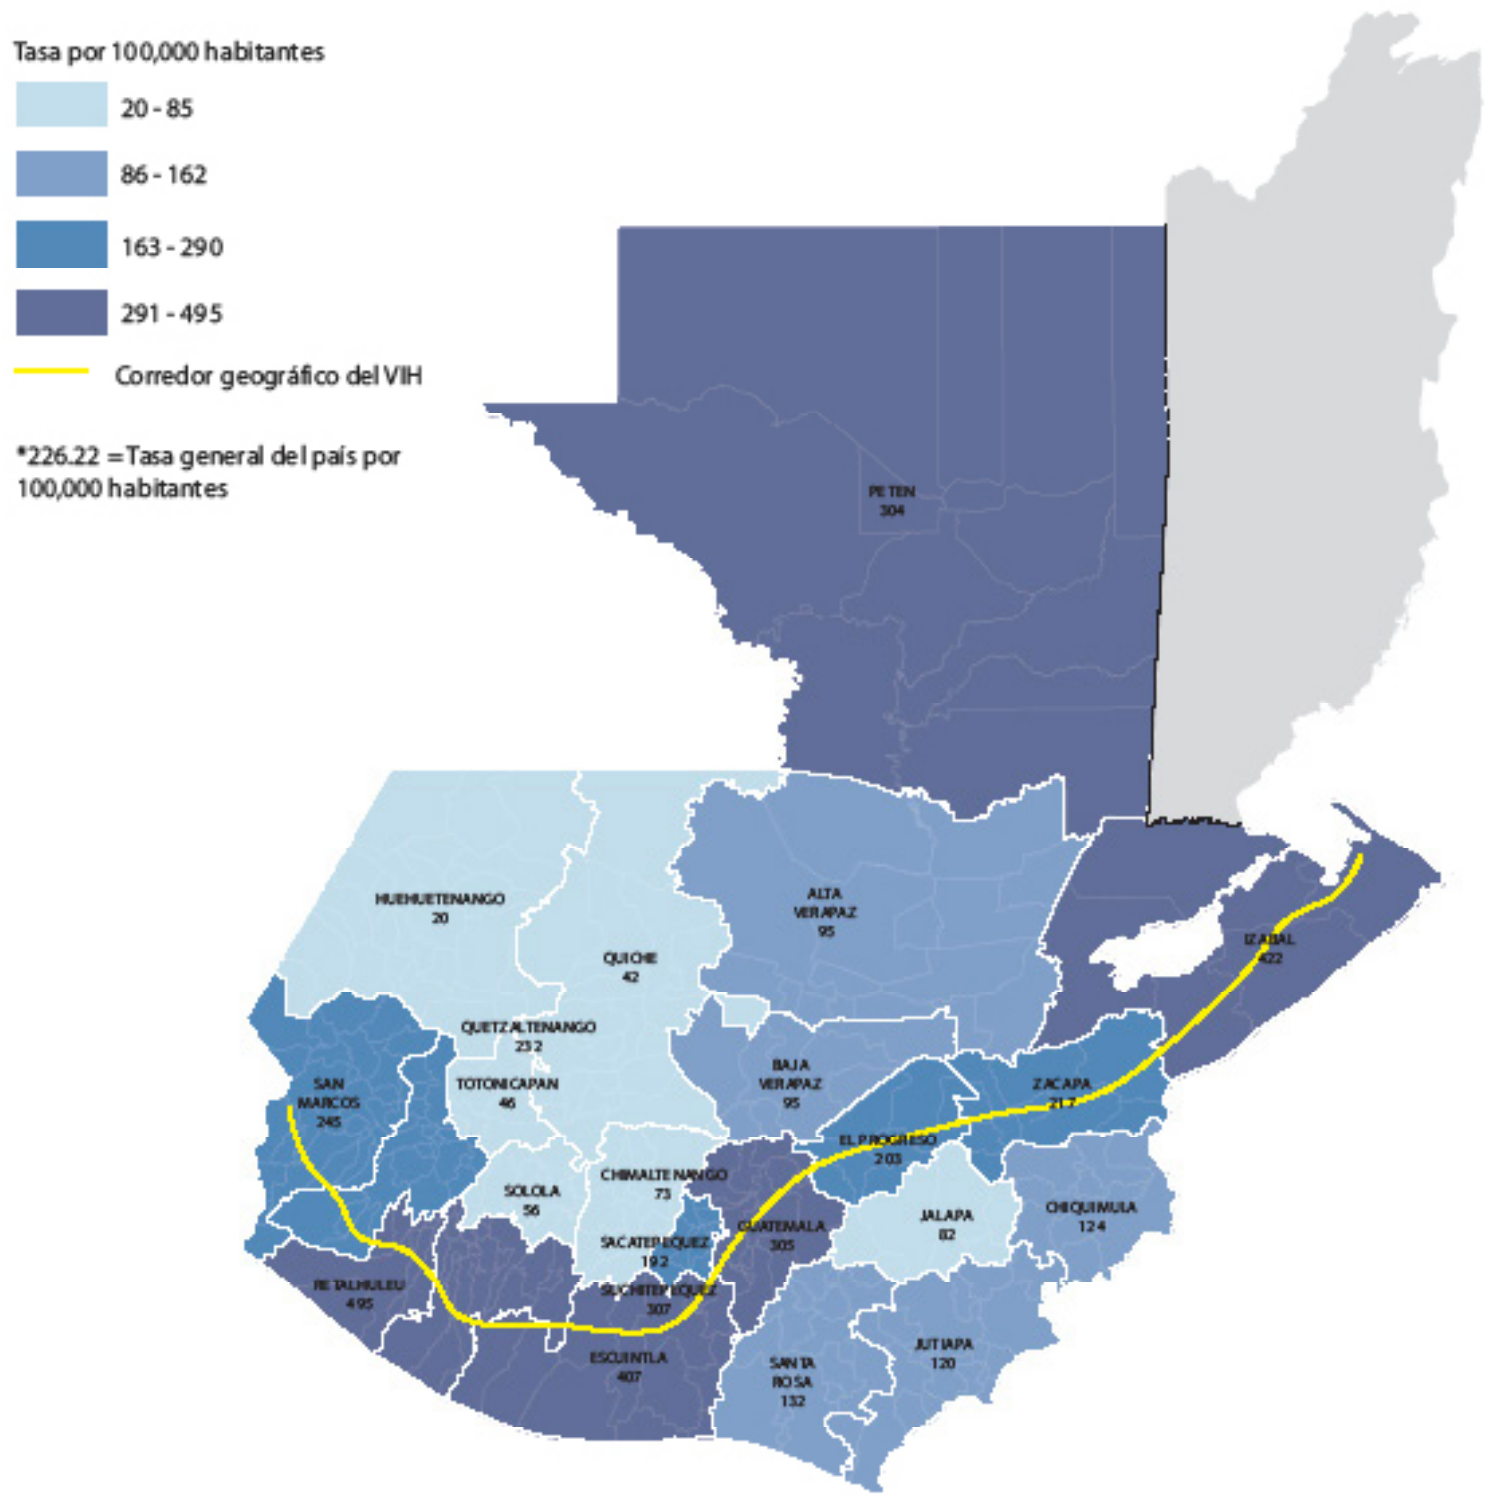 Tasa por 100,000 habitantes
20 - 85
86 - 162
163 - 290
291 - 495
Corredor geográfico del VIH
*226.22 = Tasa general del país por
100,000 habitantes
PETEN
304
HUEHUETENANGO
20
QUICHE
42
ALTA
VERAPAZ
95
IZABAL
422
QUETZALTENANGO
232
TOTONICAPAN
46
SAN
MARCOS
245
BAJA
VERAPAZ
95
ZACAPA
217
EL PROGRESO
203
CHIMALTENANGO
73
SOLOLA
56
SACATEPEQUEZ
192
GUATEMALA
305
JALAPA
82
CHIQUIMULA
124
RETALHULEU
495
SUCHITEPEQUEZ
307
ESCUINTLA
407
SANTA
ROSA
132
JUTIAPA
120